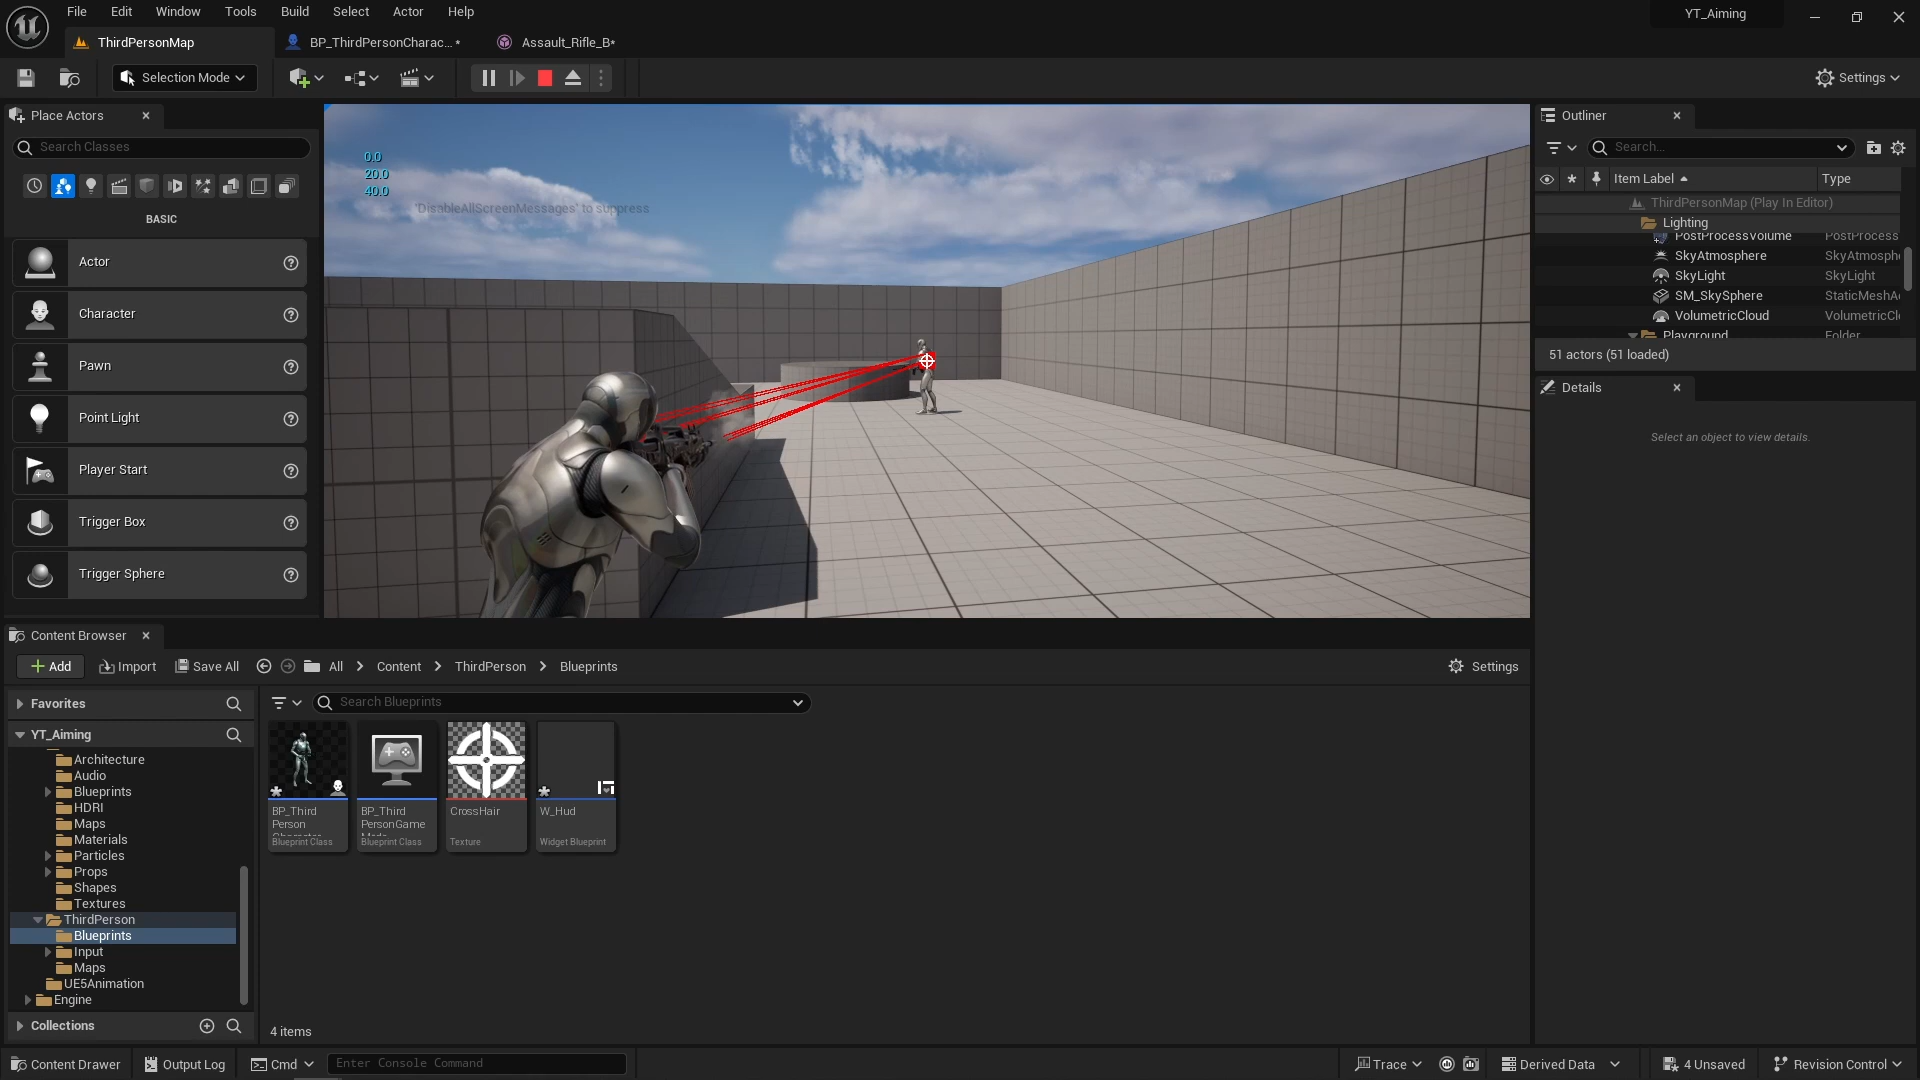 File Edit Window Tools Build Select Actor Help
YT_Aiming
ThirdPersonMap
BP_ThirdPersonCharac... *
Assault_Rifle_B*
Selection Mode
Settings
Place Actors
Search Classes
BASIC
Actor
Character
Pawn
Point Light
Player Start
Trigger Box
Trigger Sphere
0.0
20.0
40.0
'DisableAllScreenMessages' to suppress
Outliner
Search...
Item Label
Type
ThirdPersonMap (Play In Editor)
Lighting
PostProcessVolume PostProcess
SkyAtmosphere SkyAtmosphe
SkyLight SkyLight
SM_SkySphere StaticMeshA
VolumetricCloud VolumetricCl
Playground Folder
51 actors (51 loaded)
Details
Select an object to view details.
Content Browser
Add
Import
Save All
All
Content
ThirdPerson
Blueprints
Settings
Favorites
YT_Aiming
Architecture
Audio
Blueprints
HDRI
Maps
Materials
Particles
Props
Shapes
Textures
ThirdPerson
Blueprints
Input
Maps
UE5Animation
Engine
Collections
Search Blueprints
BP_Third
Person
Blueprint Class
BP_Third
PersonGame
Blueprint Class
CrossHair
Texture
W_Hud
Widget Blueprint
4 items
Content Drawer
Output Log
Cmd
Enter Console Command
Trace
Derived Data
4 Unsaved
Revision Control